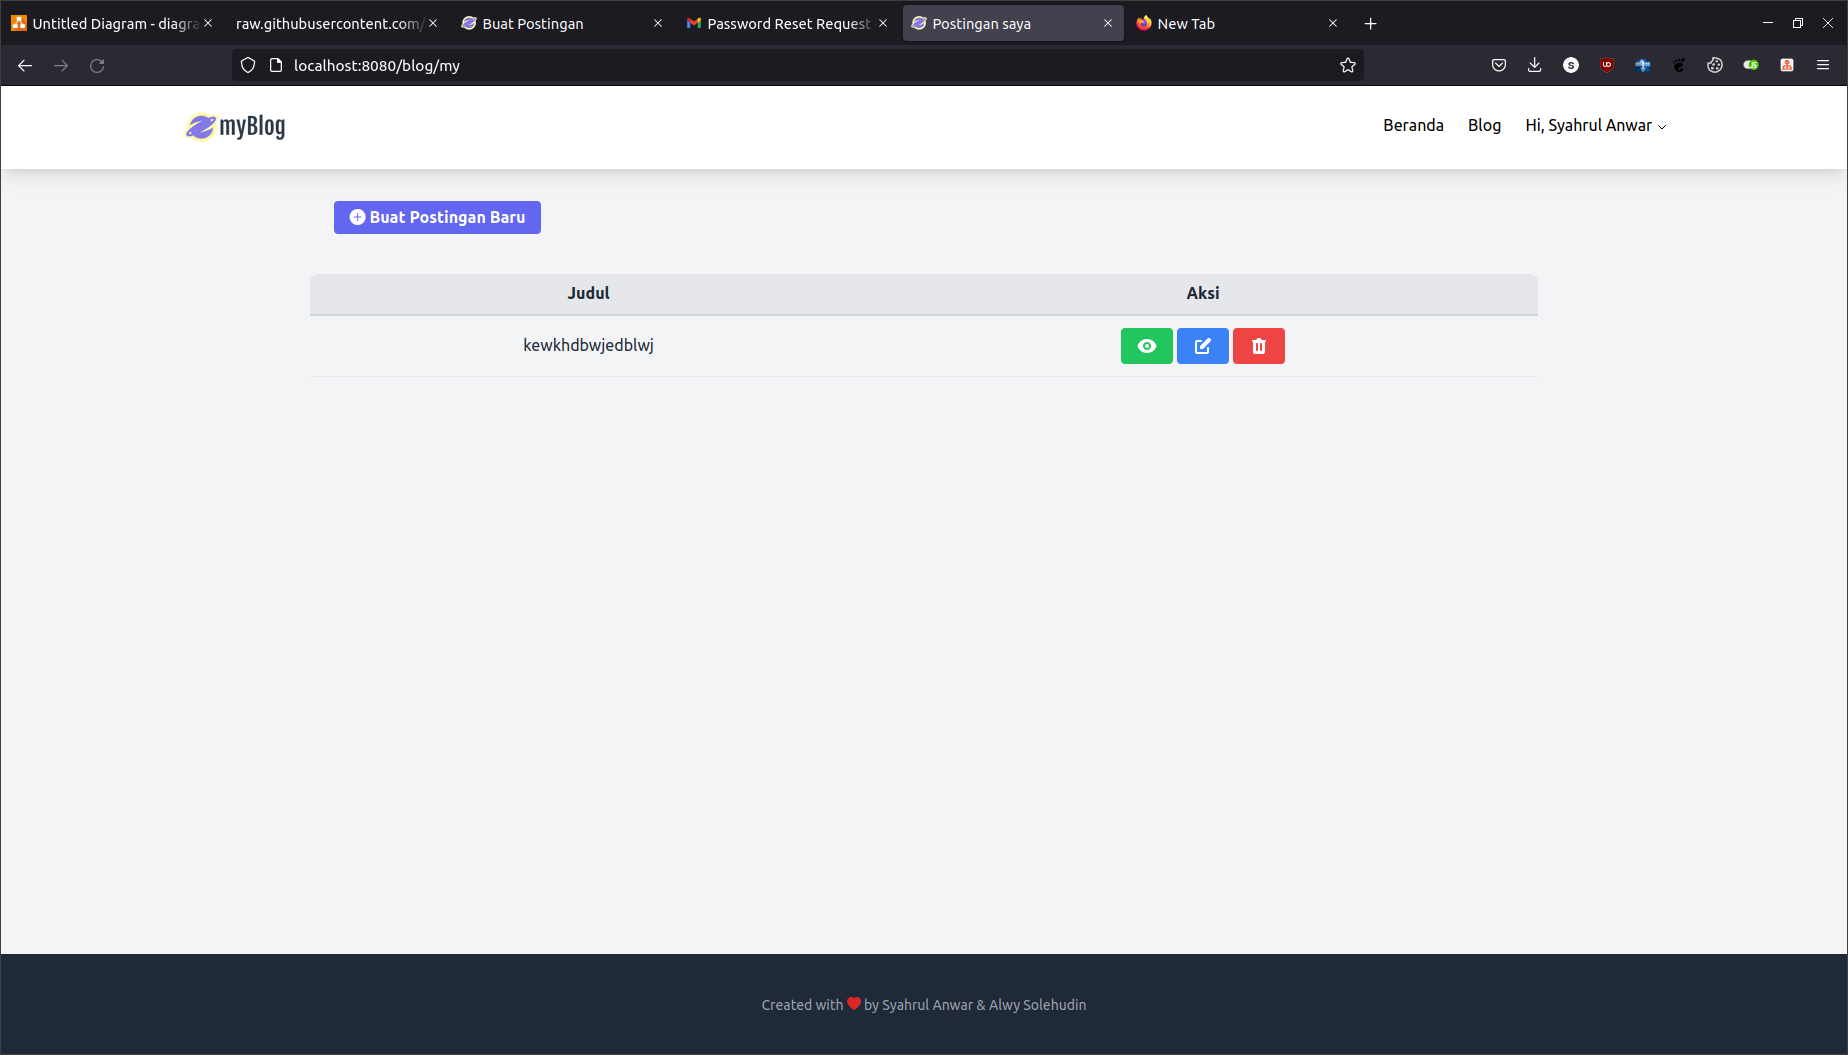 Untitled Diagram - diagra
raw.githubusercontent.com/
Buat Postingan
Password Reset Request
Postingan saya
New Tab
localhost:8080/blog/my
myBlog
Beranda Blog Hi, Syahrul Anwar
Buat Postingan Baru
Judul Aksi
kewkhdbwjedblwj
Created with by Syahrul Anwar & Alwy Solehudin